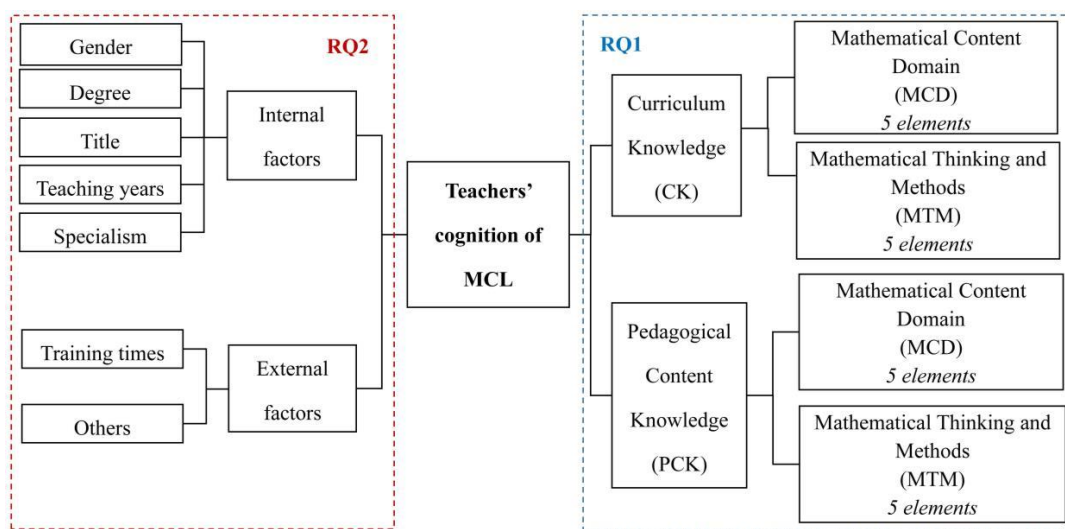 RQ2
Gender
Degree
Title
Teaching years
Specialism
Internal
factors
Training times
Others
External
factors
Teachers’
cognition of
MCL
RQ1
Curriculum
Knowledge
(CK)
Mathematical Content
Domain
(MCD)
5 elements
Mathematical Thinking and
Methods
(MTM)
5 elements
Pedagogical
Content
Knowledge
(PCK)
Mathematical Content
Domain
(MCD)
5 elements
Mathematical Thinking and
Methods
(MTM)
5 elements